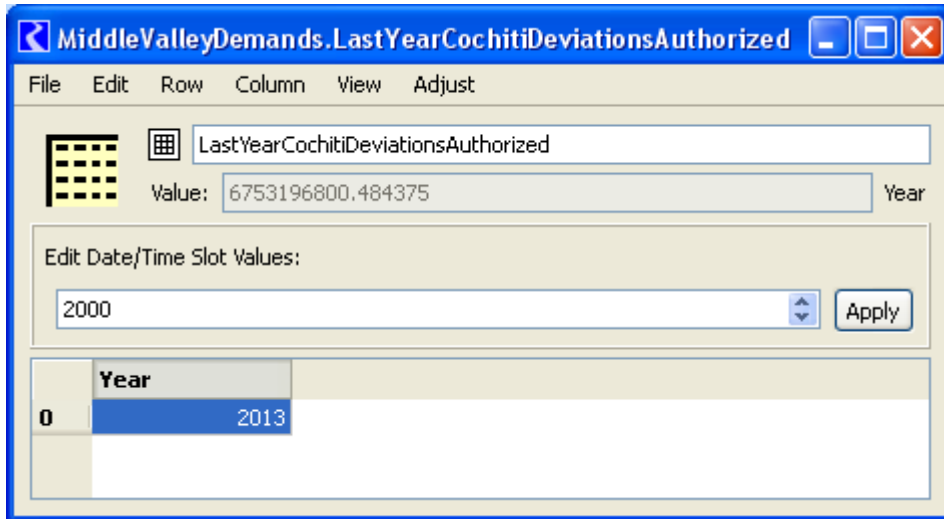 MiddleValleyDemands.LastYearCochitiDeviationsAuthorized
File Edit Row Column View Adjust
LastYearCochitiDeviationsAuthorized
Value: 6753196800.484375 Year
Edit Date/Time Slot Values:
2000 Apply
Year
0 2013